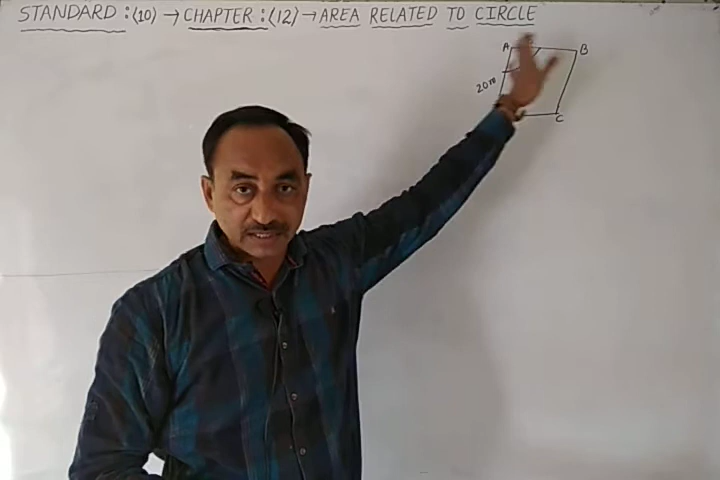 STANDARD:(10)→CHAPTER:(12)→AREA RELATED TO CIRCLE
A B
20m
C